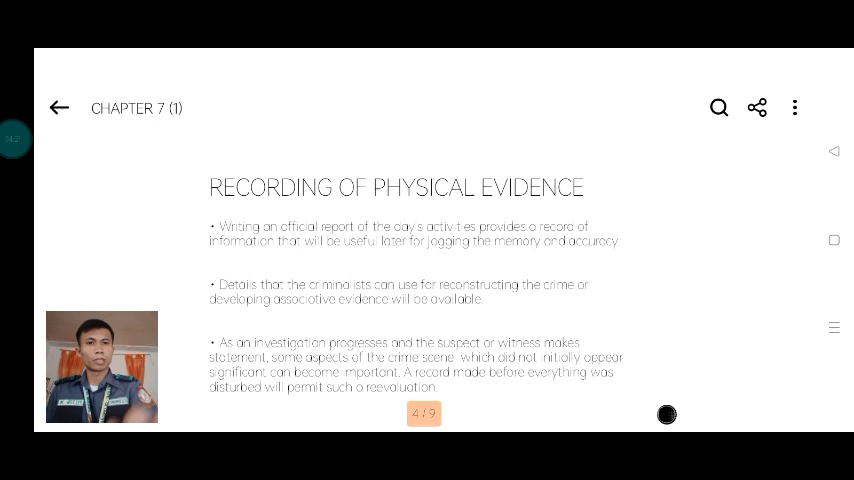 CHAPTER 7 (1)
04:21
RECORDING OF PHYSICAL EVIDENCE
• Writing an official report of the day's activities provides a record of
information that will be useful later for jogging the memory and accuracy.
• Details that the criminalists can use for reconstructing the crime or
developing associative evidence will be available.
• As an investigation progresses and the suspect or witness makes
statement, some aspects of the crime scene which did not initially appear
significant can become important. A record made before everything was
disturbed will permit such a reevaluation.
4 / 9